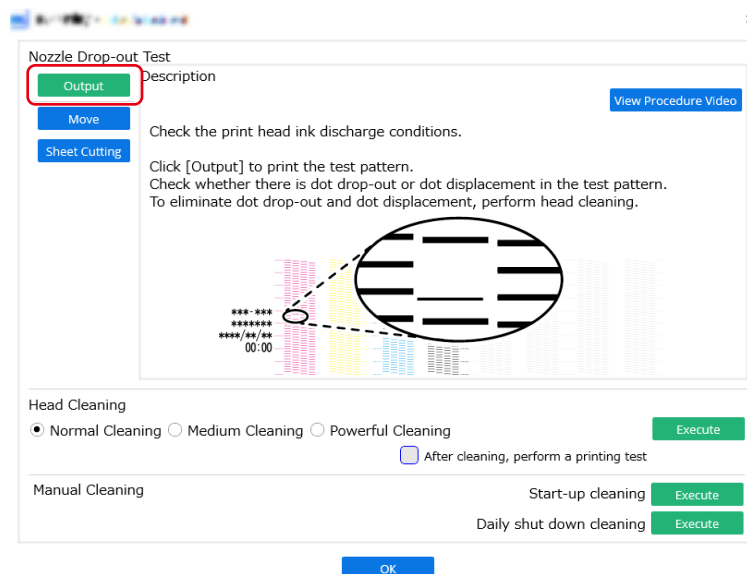 Nozzle Drop-out Test
Output
Description
View Procedure Video
Move
Sheet Cutting
Check the print head ink discharge conditions.
Click [Output] to print the test pattern.
Check whether there is dot drop-out or dot displacement in the test pattern.
To eliminate dot drop-out and dot displacement, perform head cleaning.
***-***
*******
****/**/**
00:00
Head Cleaning
Normal Cleaning Medium Cleaning Powerful Cleaning Execute
After cleaning, perform a printing test
Manual Cleaning
Start-up cleaning Execute
Daily shut down cleaning Execute
OK